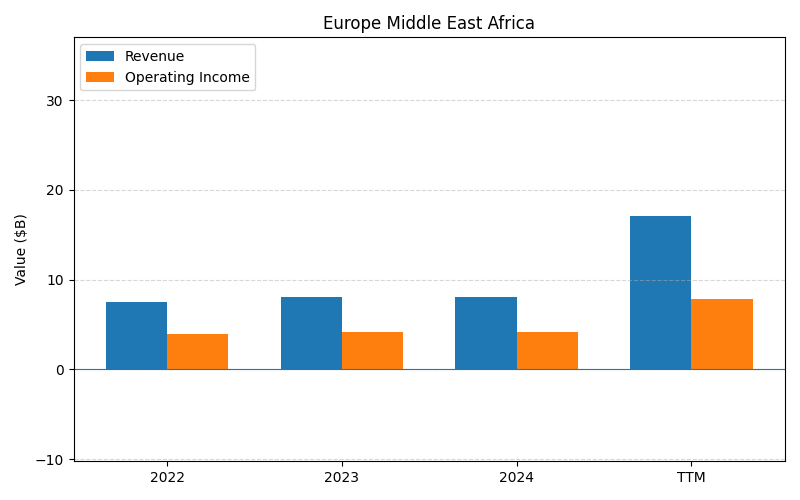 Europe Middle East Africa
Revenue
Operating Income
Value ($B)
30
20
10
0
−10
2022
2023
2024
TTM